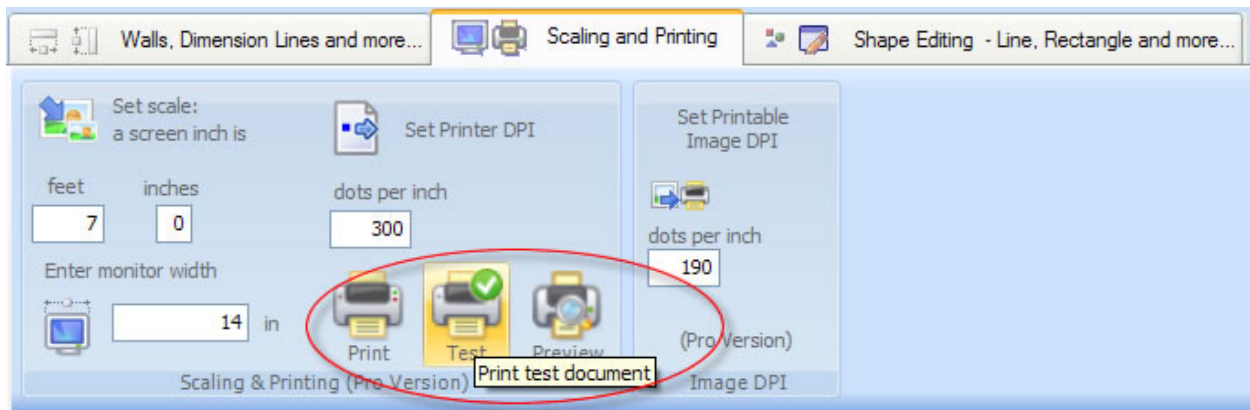 Walls, Dimension Lines and more...
Scaling and Printing
Shape Editing - Line, Rectangle and more...
Set scale:
a screen inch is
Set Printer DPI
feet
inches
dots per inch
7
0
300
Enter monitor width
14
in
Print
Test
Preview
Print test document
Scaling & Printing (Pro Version)
Set Printable
Image DPI
dots per inch
190
(Pro Version)
Image DPI